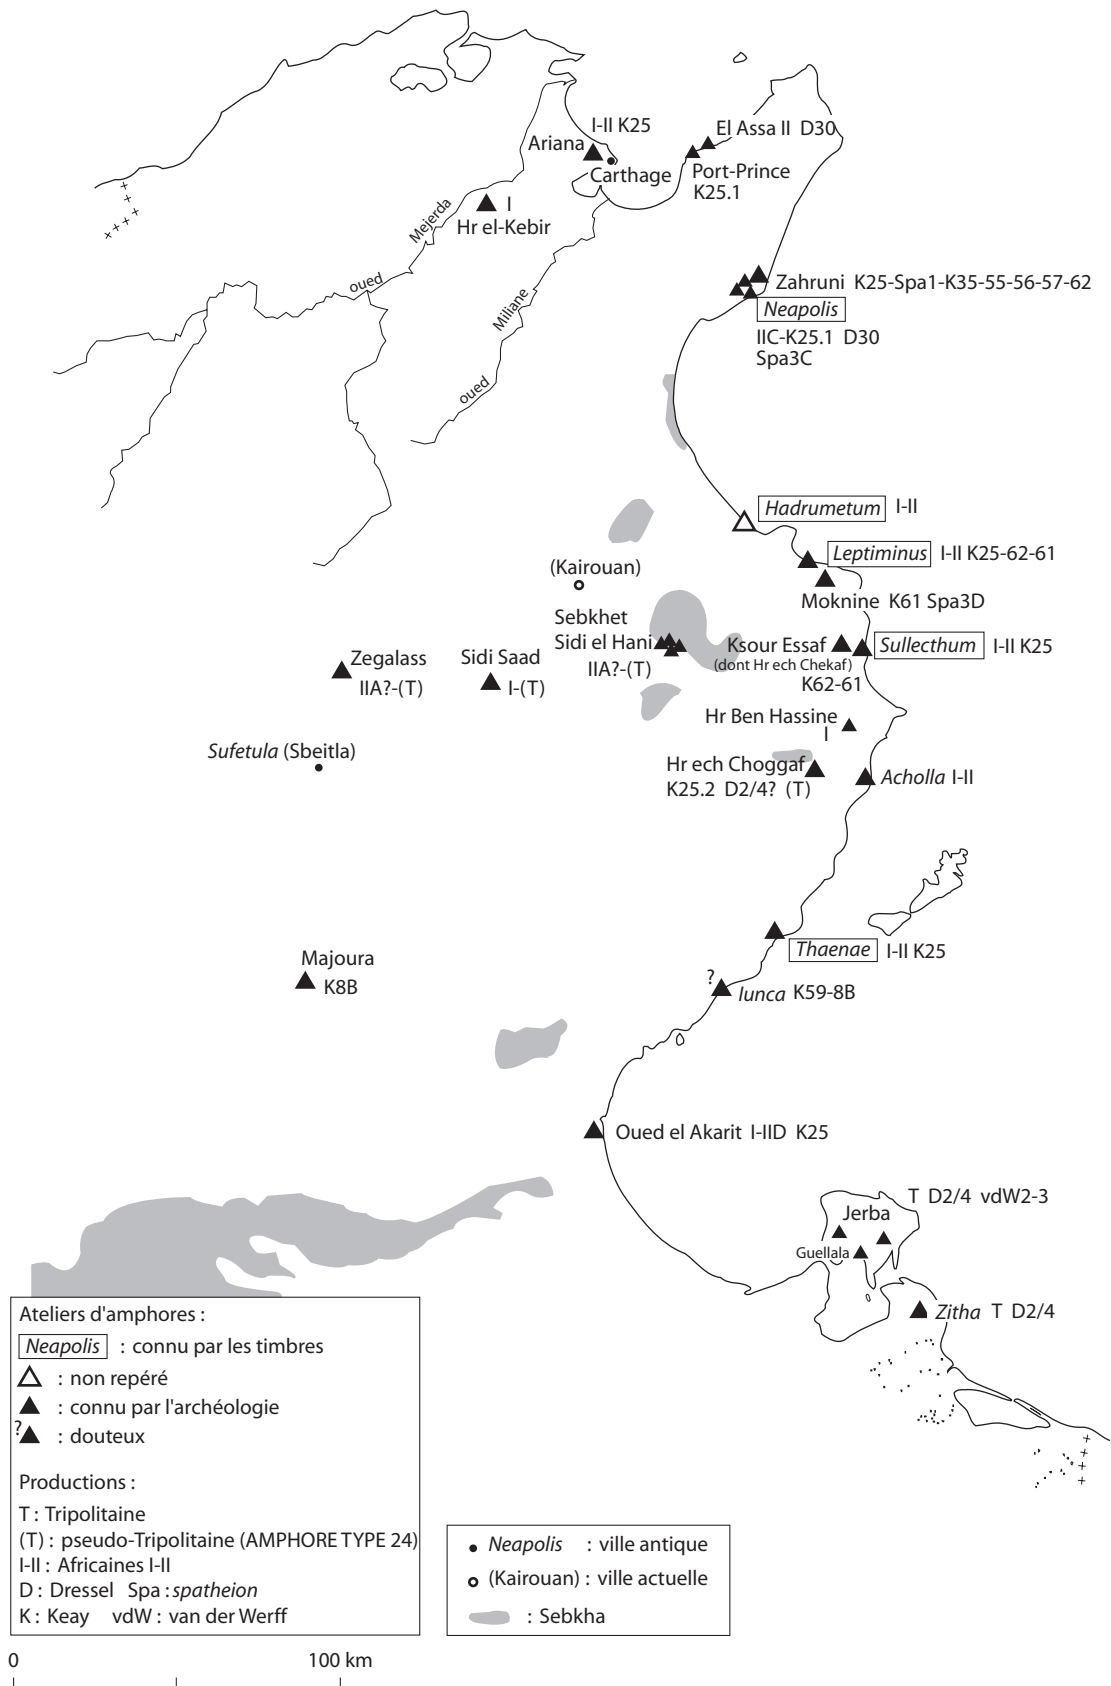 I-II K25
El Assa II D30
Ariana
Carthage
Port-Prince
K25.1
I
Hr el-Kebir
Mejerda
oued
Miliane
oued
Zahruni K25-Spa1-K35-55-56-57-62
Neapolis
IIC-K25.1 D30
Spa3C
Hadrumetum I-II
Leptiminus I-II K25-62-61
(Kairouan)
Moknine K61 Spa3D
Sebkhet
Sidi el Hani
IIA?-(T)
Ksour Essaf
(dont Hr ech Chekaf)
K62-61
Sullecthum I-II K25
Zegalass
IIA?-(T)
Sidi Saad
I-(T)
Hr Ben Hassine
I
Sufetula (Sbeitla)
Hr ech Choggaf
K25.2 D2/4? (T)
Acholla I-II
Thaenae I-II K25
Majoura
K8B
?
Iunca K59-8B
Oued el Akarit I-IID K25
T D2/4 vdW2-3
Jerba
Guellala
Zitha T D2/4
Ateliers d'amphores :
Neapolis : connu par les timbres
: non repéré
: connu par l'archéologie
? : douteux
Productions :
T : Tripolitaine
(T) : pseudo-Tripolitaine (AMPHORE TYPE 24)
I-II : Africaines I-II
D : Dressel Spa : spatheion
K : Keay vdW : van der Werff
Neapolis : ville antique
(Kairouan) : ville actuelle
: Sebkha
0 100 km